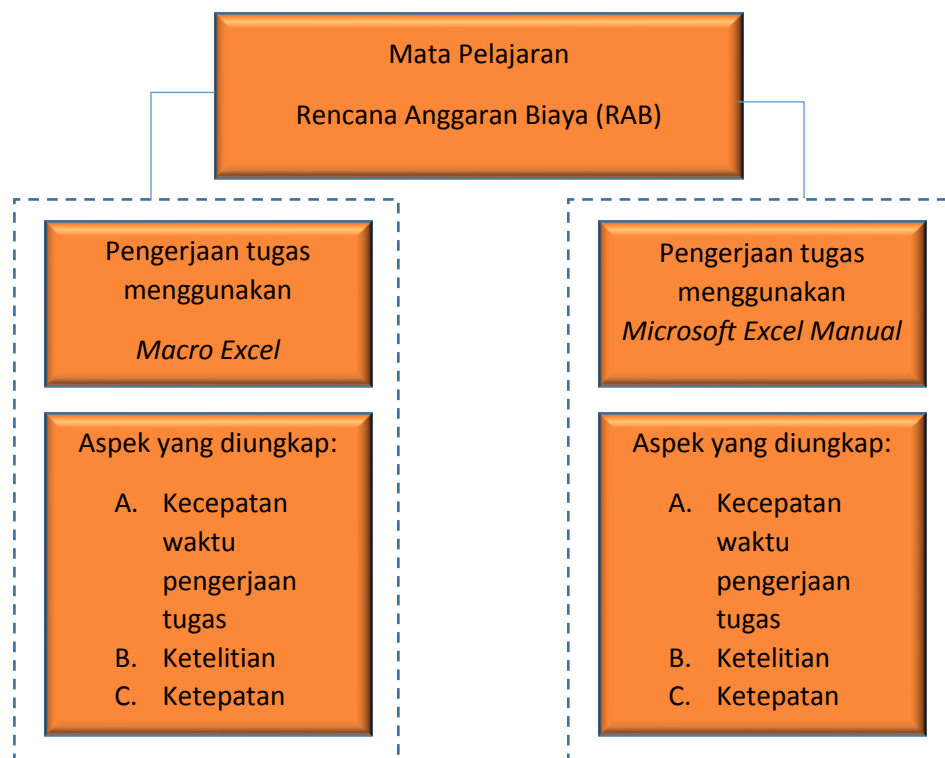 Mata Pelajaran
Rencana Anggaran Biaya (RAB)
Pengerjaan tugas
menggunakan
Macro Excel
Aspek yang diungkap:
A. Kecepatan
waktu
pengerjaan
tugas
B. Ketelitian
C. Ketepatan
Pengerjaan tugas
menggunakan
Microsoft Excel Manual
Aspek yang diungkap:
A. Kecepatan
waktu
pengerjaan
tugas
B. Ketelitian
C. Ketepatan